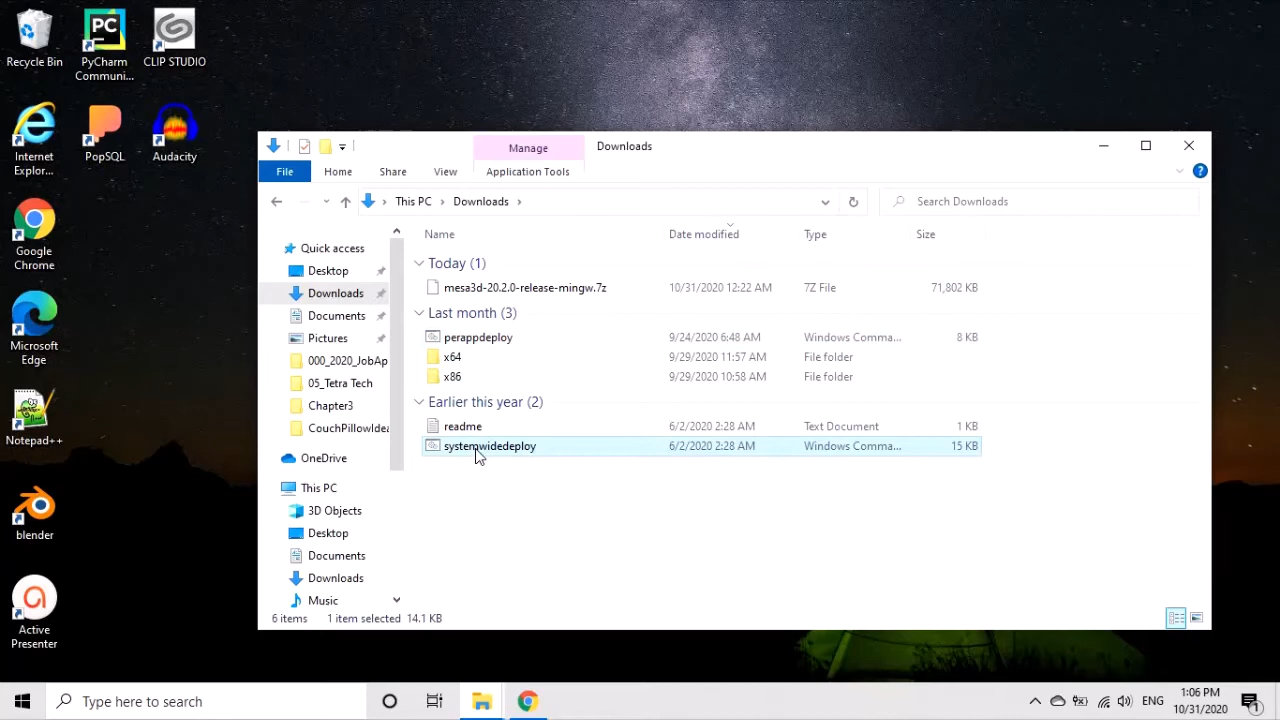 Recycle Bin
PyCharm
Communi...
CLIP STUDIO
Internet
Explor...
PopSQL
Audacity
Google
Chrome
Microsoft
Edge
Notepad++
blender
Active
Presenter
Manage
Downloads
File
Home
Share
View
Application Tools
This PC
Downloads
Search Downloads
Quick access
Desktop
Downloads
Documents
Pictures
000_2020_JobAp
05_Tetra Tech
Chapter3
CouchPillowIdea
OneDrive
This PC
3D Objects
Desktop
Documents
Downloads
Music
Name Date modified Type Size
Today (1)
mesa3d-20.2.0-release-mingw.7z 10/31/2020 12:22 AM 7Z File 71,802 KB
Last month (3)
perappdeploy 9/24/2020 6:48 AM Windows Comma... 8 KB
x64 9/29/2020 11:57 AM File folder
x86 9/29/2020 10:58 AM File folder
Earlier this year (2)
readme 6/2/2020 2:28 AM Text Document 1 KB
systemwidedeploy 6/2/2020 2:28 AM Windows Comma... 15 KB
6 items 1 item selected 14.1 KB
Type here to search
ENG
1:06 PM
10/31/2020
1